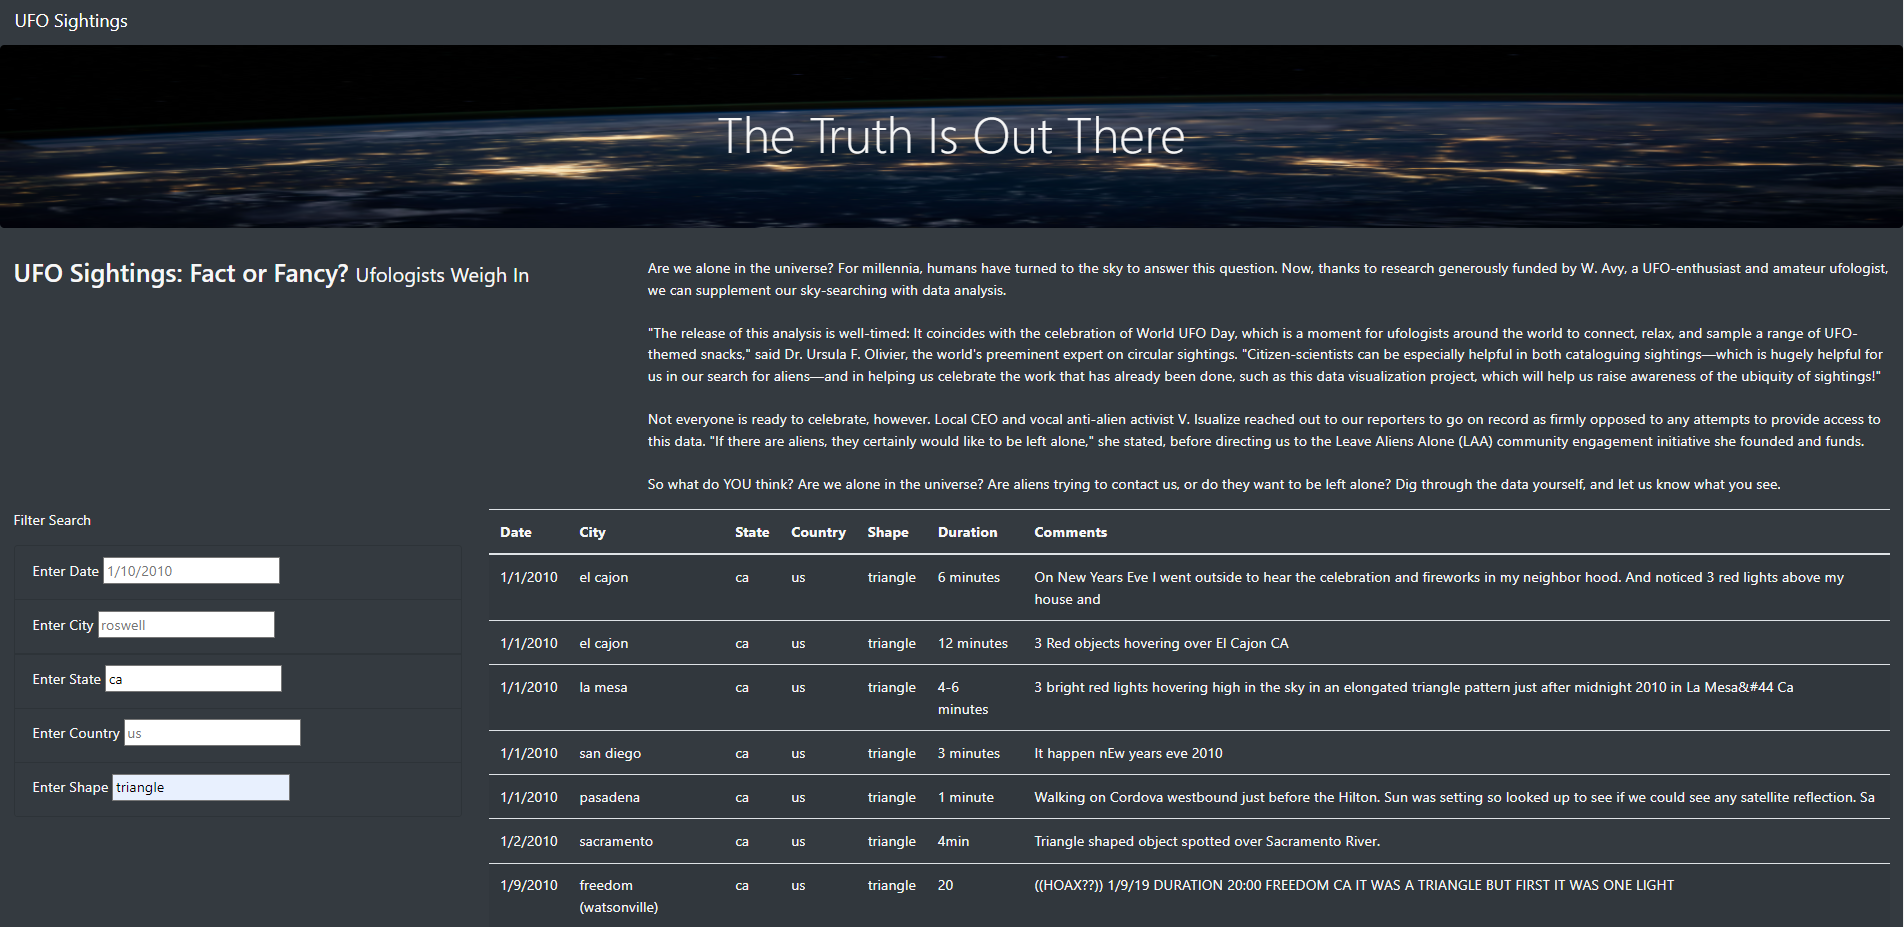 UFO Sightings
The Truth Is Out There
UFO Sightings: Fact or Fancy? Ufologists Weigh In
Are we alone in the universe? For millennia, humans have turned to the sky to answer this question. Now, thanks to research generously funded by W. Avy, a UFO-enthusiast and amateur ufologist,
we can supplement our sky-searching with data analysis.
"The release of this analysis is well-timed: It coincides with the celebration of World UFO Day, which is a moment for ufologists around the world to connect, relax, and sample a range of UFO-
themed snacks," said Dr. Ursula F. Olivier, the world's preeminent expert on circular sightings. "Citizen-scientists can be especially helpful in both cataloguing sightings—which is hugely helpful for
us in our search for aliens—and in helping us celebrate the work that has already been done, such as this data visualization project, which will help us raise awareness of the ubiquity of sightings!"
Not everyone is ready to celebrate, however. Local CEO and vocal anti-alien activist V. Isualize reached out to our reporters to go on record as firmly opposed to any attempts to provide access to
this data. "If there are aliens, they certainly would like to be left alone," she stated, before directing us to the Leave Aliens Alone (LAA) community engagement initiative she founded and funds.
So what do YOU think? Are we alone in the universe? Are aliens trying to contact us, or do they want to be left alone? Dig through the data yourself, and let us know what you see.
Filter Search
Enter Date 1/10/2010
Enter City roswell
Enter State ca
Enter Country us
Enter Shape triangle
Date City State Country Shape Duration Comments
1/1/2010 el cajon ca us triangle 6 minutes On New Years Eve I went outside to hear the celebration and fireworks in my neighbor hood. And noticed 3 red lights above my
house and
1/1/2010 el cajon ca us triangle 12 minutes 3 Red objects hovering over El Cajon CA
1/1/2010 la mesa ca us triangle 4-6 3 bright red lights hovering high in the sky in an elongated triangle pattern just after midnight 2010 in La Mesa&#44 Ca
minutes
1/1/2010 san diego ca us triangle 3 minutes It happen nEw years eve 2010
1/1/2010 pasadena ca us triangle 1 minute Walking on Cordova westbound just before the Hilton. Sun was setting so looked up to see if we could see any satellite reflection. Sa
1/2/2010 sacramento ca us triangle 4min Triangle shaped object spotted over Sacramento River.
1/9/2010 freedom ca us triangle 20 ((HOAX??)) 1/9/19 DURATION 20:00 FREEDOM CA IT WAS A TRIANGLE BUT FIRST IT WAS ONE LIGHT
(watsonville)